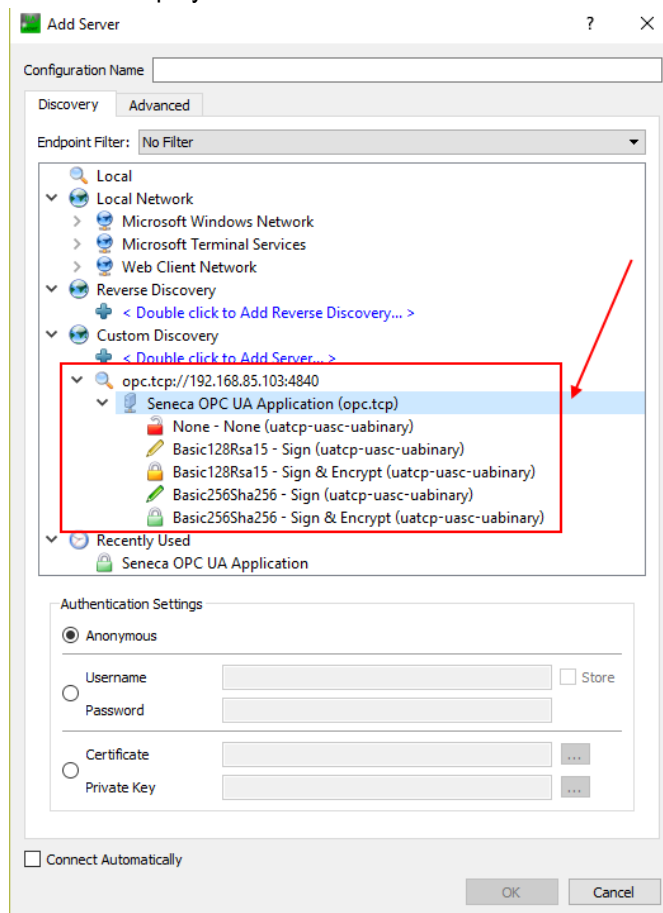 Add Server
?
Configuration Name
Discovery Advanced
Endpoint Filter: No Filter
Local
Local Network
Microsoft Windows Network
Microsoft Terminal Services
Web Client Network
Reverse Discovery
< Double click to Add Reverse Discovery... >
Custom Discovery
< Double click to Add Server... >
opc.tcp://192.168.85.103:4840
Seneca OPC UA Application (opc.tcp)
None - None (uatcp-uasc-uabinary)
Basic128Rsa15 - Sign (uatcp-uasc-uabinary)
Basic128Rsa15 - Sign & Encrypt (uatcp-uasc-uabinary)
Basic256Sha256 - Sign (uatcp-uasc-uabinary)
Basic256Sha256 - Sign & Encrypt (uatcp-uasc-uabinary)
Recently Used
Seneca OPC UA Application
Authentication Settings
Anonymous
Username Store
Password
Certificate ...
Private Key ...
Connect Automatically
OK Cancel